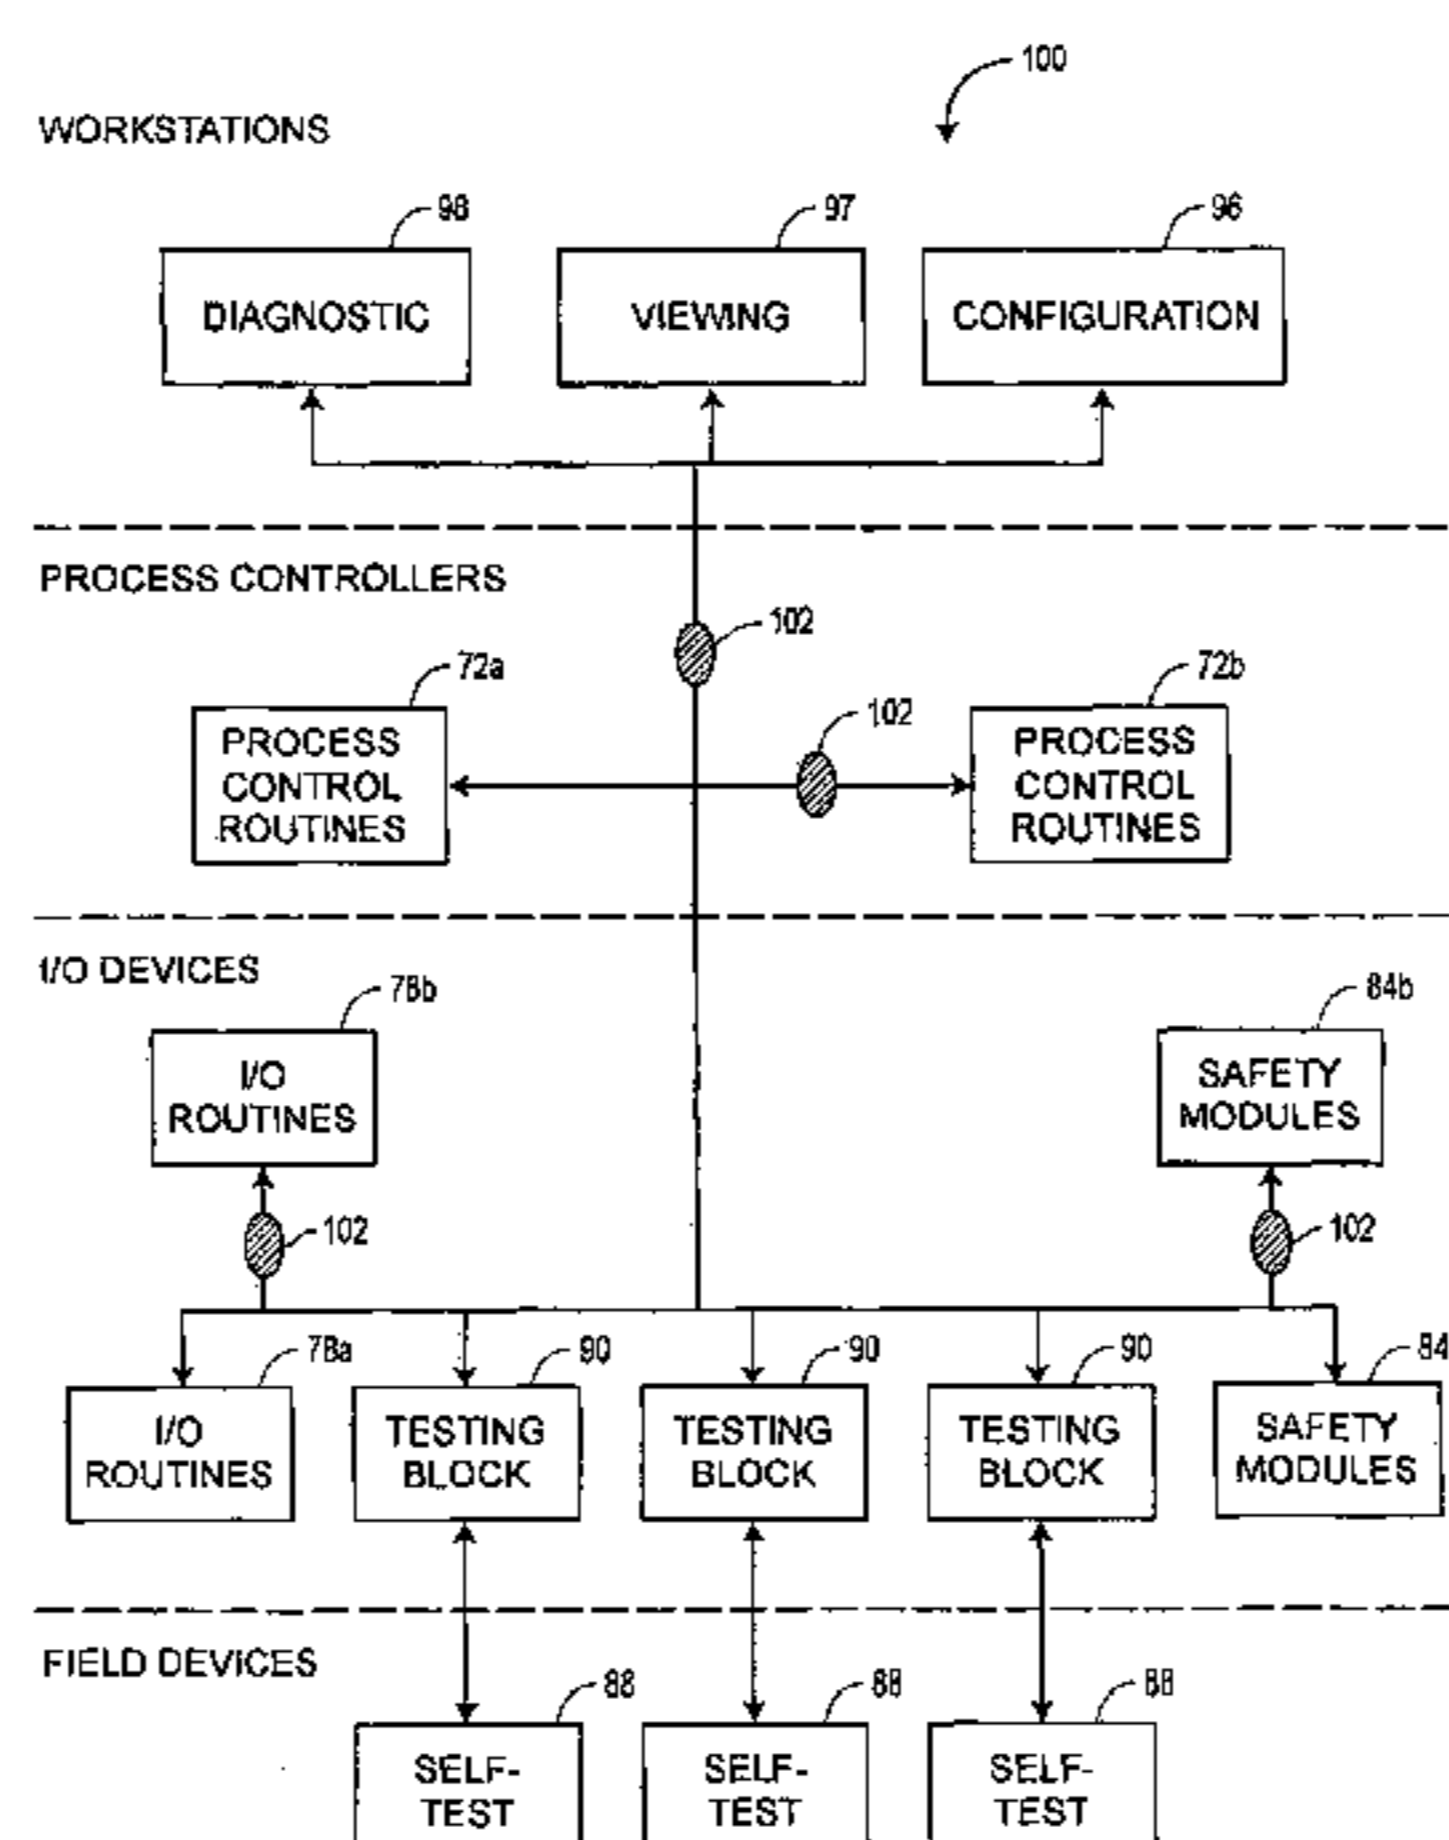 100
WORKSTATIONS
98
97
96
DIAGNOSTIC
VIEWING
CONFIGURATION
PROCESS CONTROLLERS
102
72a
72b
102
PROCESS
CONTROL
ROUTINES
PROCESS
CONTROL
ROUTINES
I/O DEVICES
78b
84b
I/O
ROUTINES
SAFETY
MODULES
102
102
78a
90
90
90
84
I/O
ROUTINES
TESTING
BLOCK
TESTING
BLOCK
TESTING
BLOCK
SAFETY
MODULES
FIELD DEVICES
88
88
88
SELF-
TEST
SELF-
TEST
SELF-
TEST